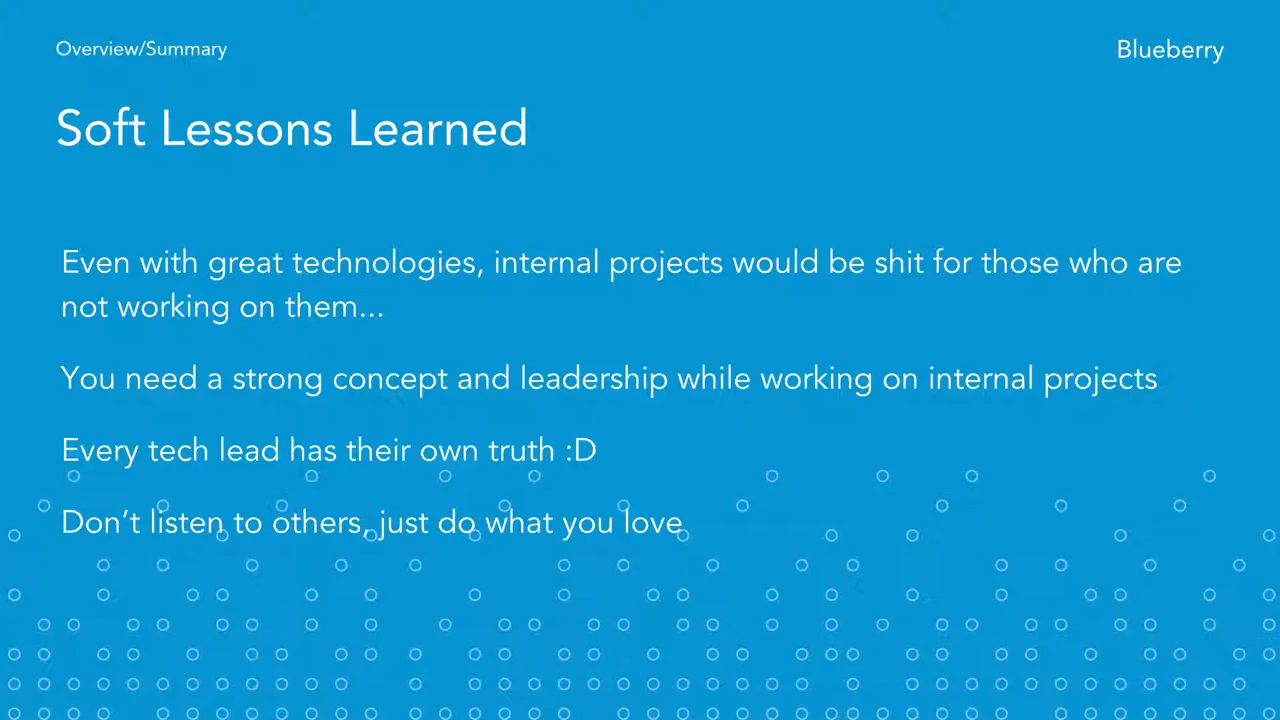 Overview/Summary
Blueberry
Soft Lessons Learned
Even with great technologies, internal projects would be shit for those who are
not working on them...
You need a strong concept and leadership while working on internal projects
Every tech lead has their own truth :D
Don’t listen to others, just do what you love